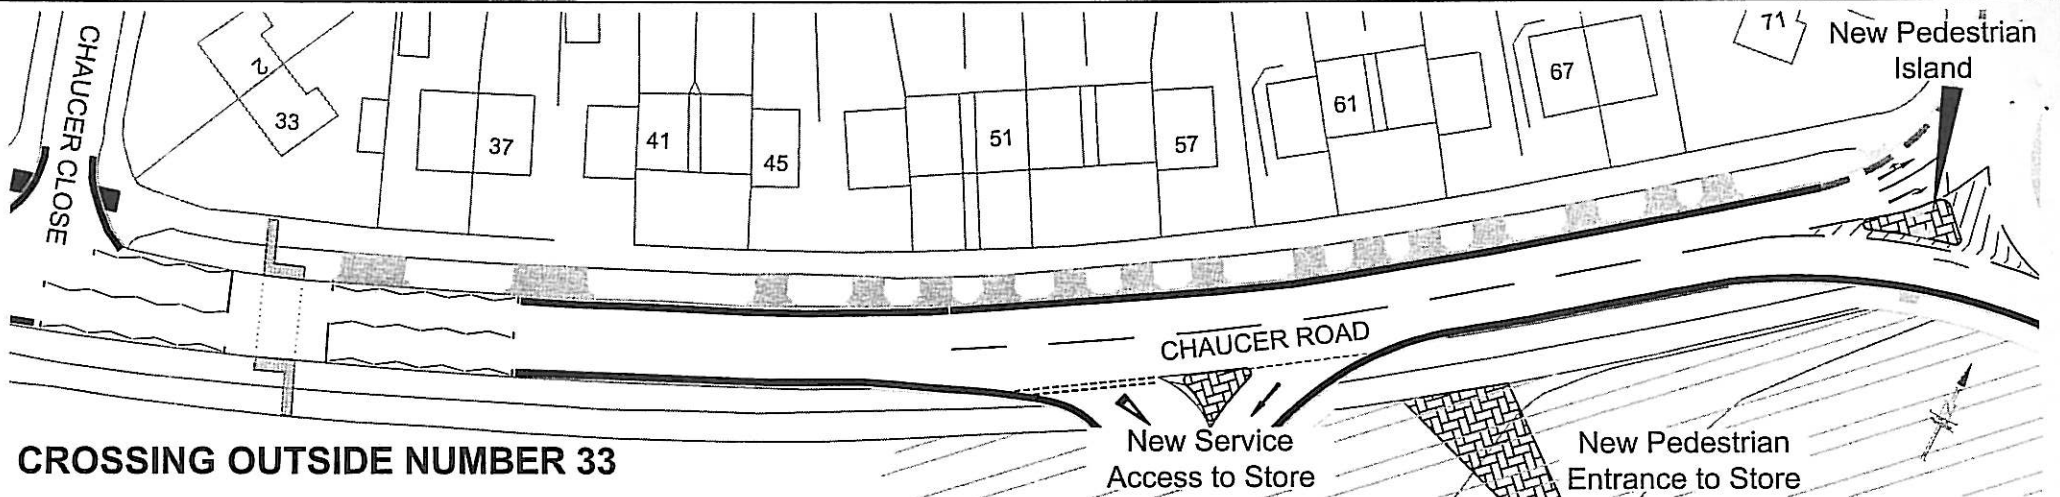 CHAUCER CLOSE
2
33
37
41
45
51
57
61
67
71
New Pedestrian
Island
CHAUCER ROAD
CROSSING OUTSIDE NUMBER 33
New Service
Access to Store
New Pedestrian
Entrance to Store